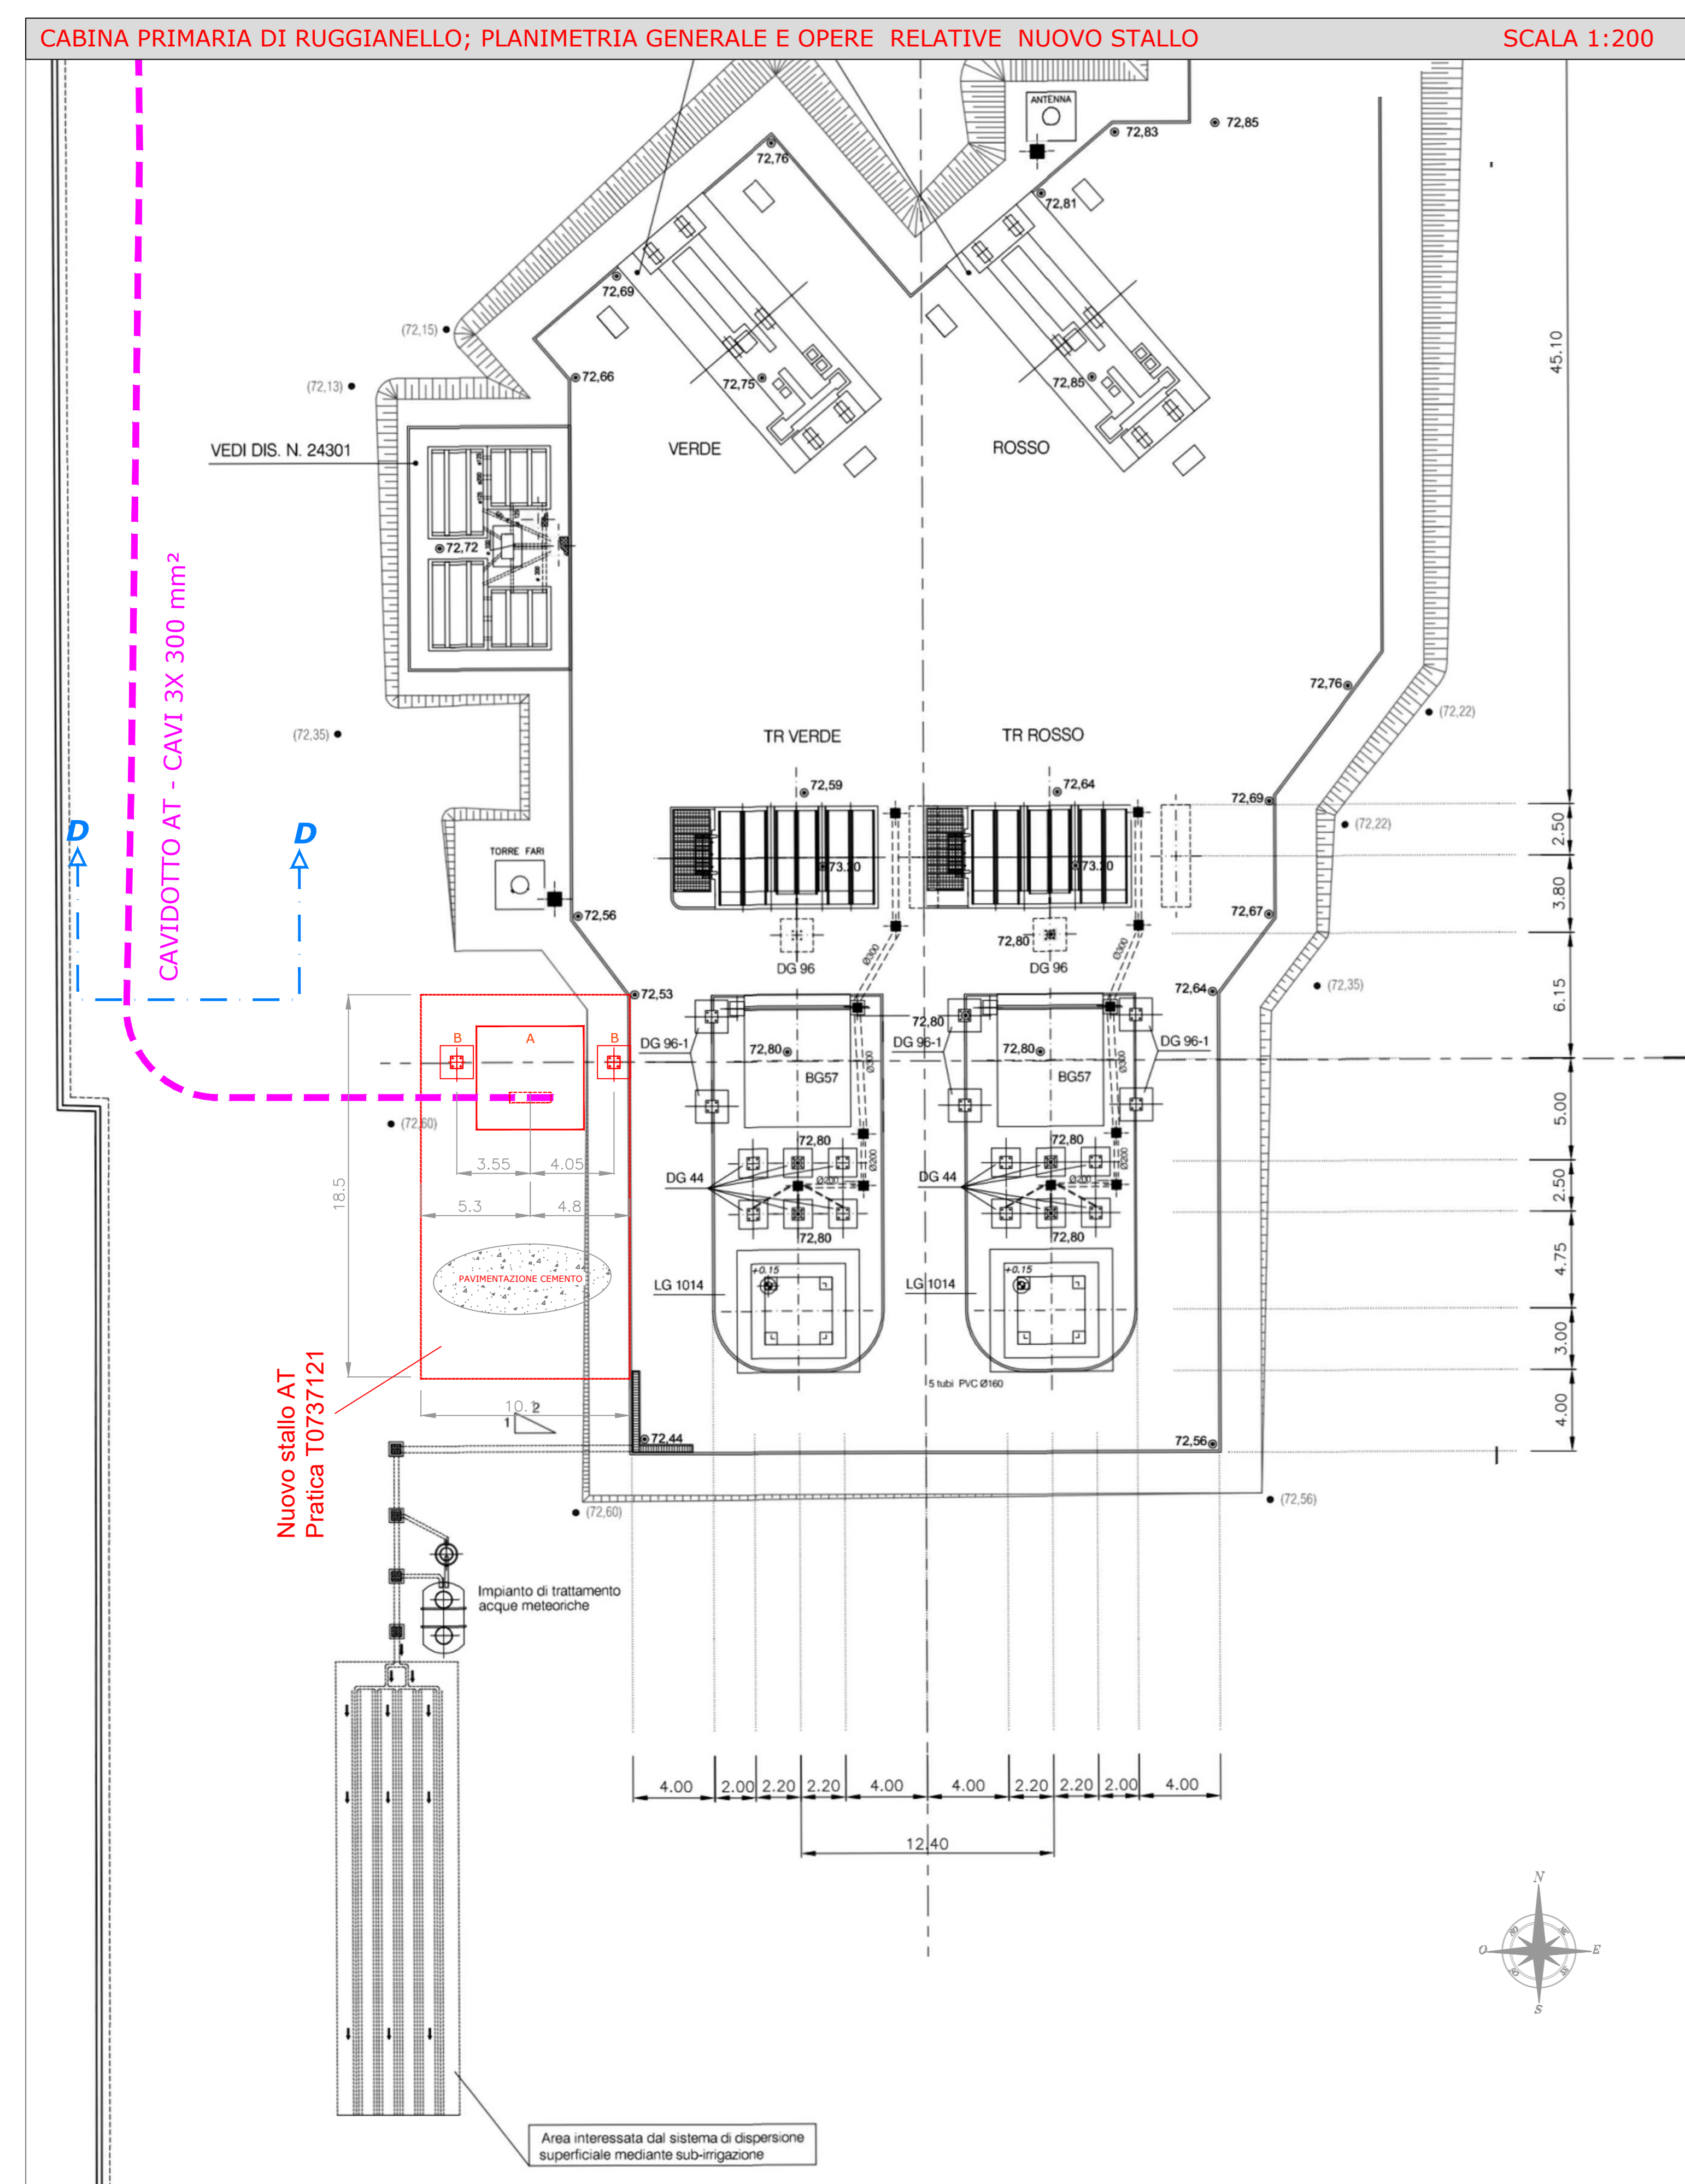 CABINA PRIMARIA DI RUGGIANELLO; PLANIMETRIA GENERALE E OPERE RELATIVE NUOVO STALLO
SCALA 1:200
ANTENNA
72,83
72,85
72,76
72,81
72,69
(72,15)
(72,13)
72,66
72,75
72,85
45.10
VEDI DIS. N. 24301
VERDE
ROSSO
72,72
CAVIDOTTO AT - CAVI 3X 300 mm²
72,76
(72,22)
(72,35)
TR VERDE
TR ROSSO
72,59
72,64
72,69
(72,22)
2.50
D
D
TORRE FARI
73.20
73.20
3.80
72,56
72,67
72,80
Ø300
Ø300
DG 96
DG 96
6.15
72,53
72,64
(72,35)
72,80
B
A
B
DG 96-1
72,80
DG 96-1
72,80
DG 96-1
Ø300
Ø300
BG57
BG57
(72,60)
5.00
72,80
72,80
3.55
4.05
Ø200
Ø200
DG 44
Ø200
DG 44
Ø200
2.50
18.5
5.3
4.8
72,80
72,80
4.75
PAVIMENTAZIONE CEMENTO
+0.15
+0.15
LG 1014
LG 1014
3.00
Nuovo stallo AT
Pratica T0737121
5 tubi PVC Ø160
10.1
2
1
4.00
72,44
72,56
(72,60)
(72,56)
Impianto di trattamento
acque meteoriche
4.00
2.00
2.20
2.20
4.00
4.00
2.20
2.20
2.00
4.00
12.40
N
O
E
S
Area interessata dal sistema di dispersione
superficiale mediante sub-irrigazione